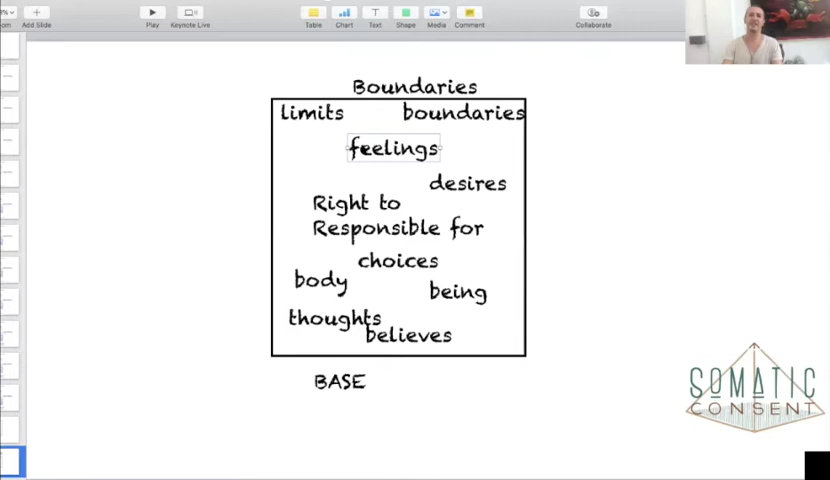 %
oom
Add Slide
Play
Keynote Live
Table
Chart
Text
Shape
Media
Comment
Collaborate
Boundaries
limits boundaries
feelings
desires
Right to
Responsible for
choices
body
being
thoughts
believes
BASE
SOMATIC
CONSENT